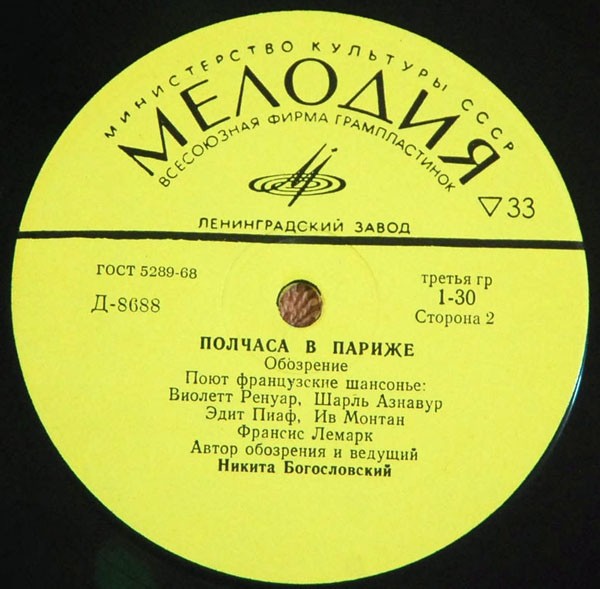 МИНИСТЕРСТВО КУЛЬТУРЫ СССР
МЕЛОДИЯ
ВСЕСОЮЗНАЯ ФИРМА ГРАМПЛАСТИНОК
▽33
ЛЕНИНГРАДСКИЙ ЗАВОД
ГОСТ 5289-68
третья гр
Д-8688
1-30
Сторона 2
ПОЛЧАСА В ПАРИЖЕ
Обозрение
Поют французские шансонье:
Виолетт Ренуар, Шарль Азнавур
Эдит Пиаф, Ив Монтан
Франсис Лемарк
Автор обозрения и ведущий
Никита Богословский